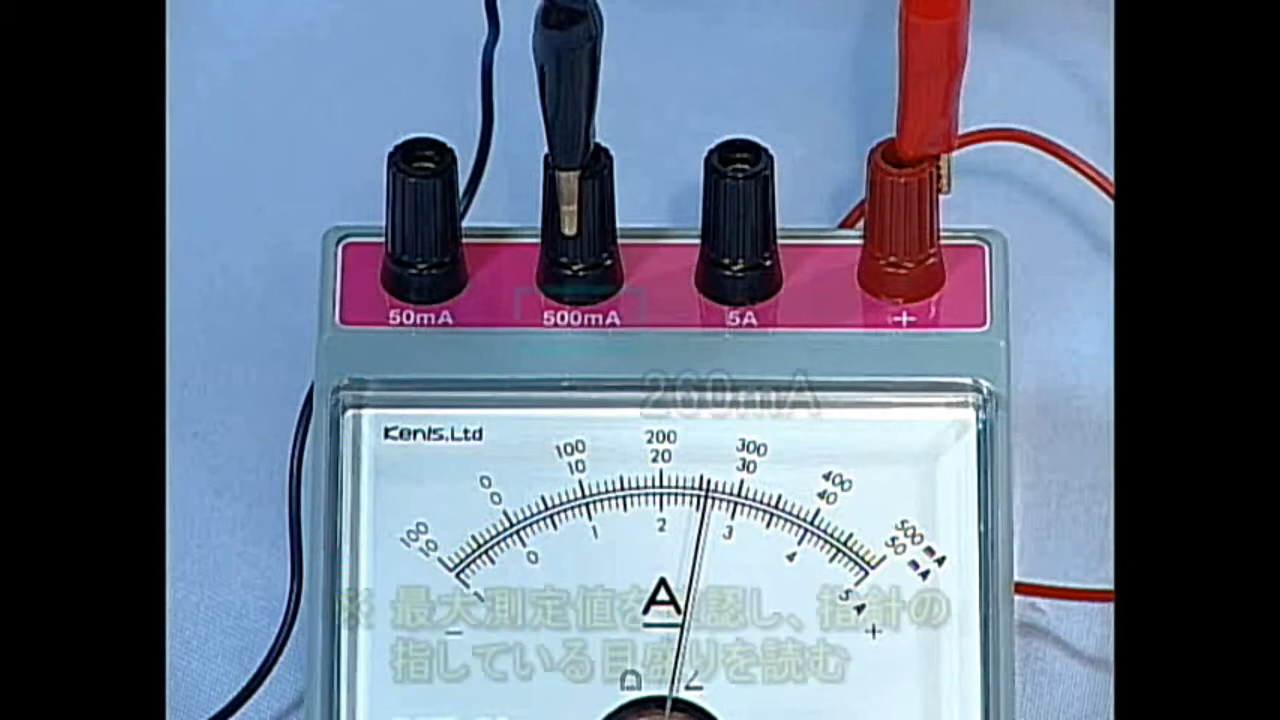 50mA 500mA 5A +
260mA
Kenis,Ltd
100 0 100 200 300 400 500 mA
10 0 10 20 30 40 50 mA
1 0 1 2 3 4 5 A
A
- +
※ 最大測定値を確認し、指針の
指している目盛りを読む